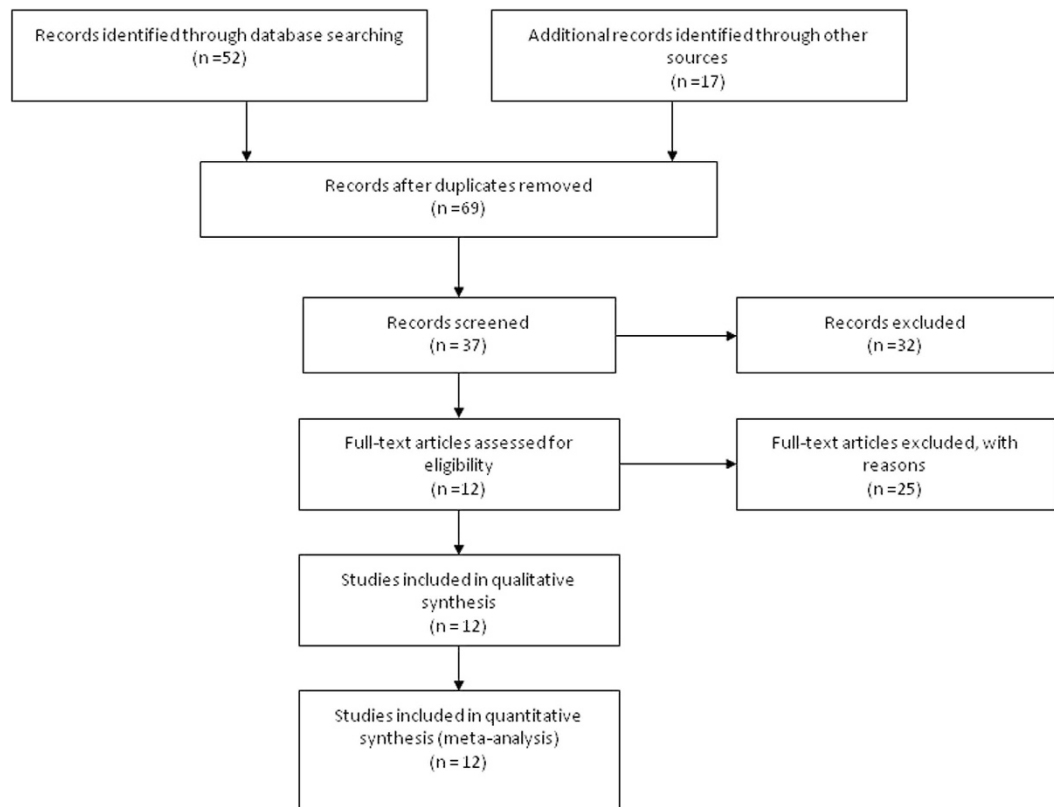 Records identified through database searching
(n =52)
Additional records identified through other
sources
(n =17)
Records after duplicates removed
(n =69)
Records screened
(n = 37)
Records excluded
(n =32)
Full-text articles assessed for
eligibility
(n =12)
Full-text articles excluded, with
reasons
(n =25)
Studies included in qualitative
synthesis
(n = 12)
Studies included in quantitative
synthesis (meta-analysis)
(n = 12)